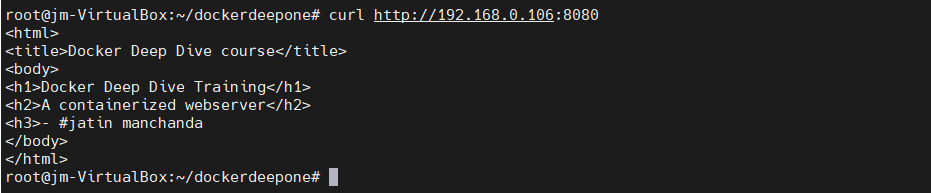 root@jm-VirtualBox:~/dockerdeepone# curl http://192.168.0.106:8080
<html>
<title>Docker Deep Dive course</title>
<body>
<h1>Docker Deep Dive Training</h1>
<h2>A containerized webserver</h2>
<h3>- #jatin manchanda
</body>
</html>
root@jm-VirtualBox:~/dockerdeepone#